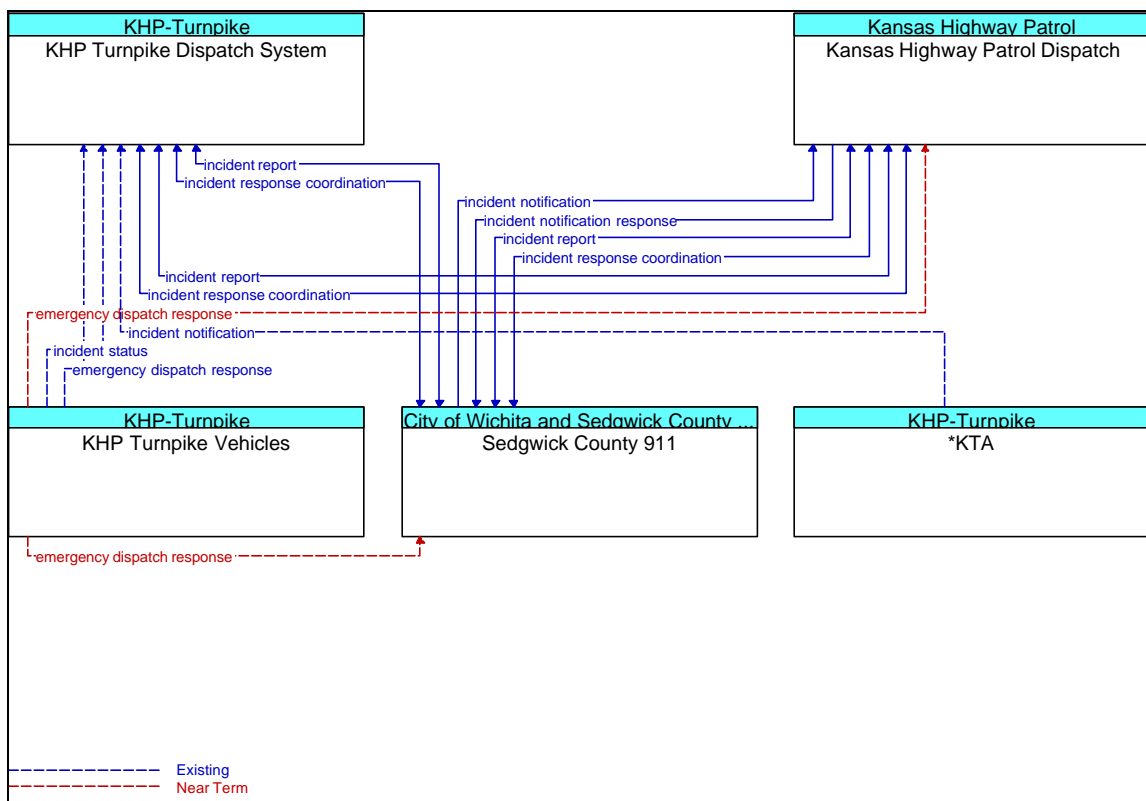 KHP-Turnpike
KHP Turnpike Dispatch System
Kansas Highway Patrol
Kansas Highway Patrol Dispatch
incident report
incident response coordination
incident notification
incident notification response
incident report
incident response coordination
incident report
incident response coordination
emergency dispatch response
incident notification
incident status
emergency dispatch response
KHP-Turnpike
KHP Turnpike Vehicles
City of Wichita and Sedgwick County ...
Sedgwick County 911
KHP-Turnpike
*KTA
emergency dispatch response
Existing
Near Term